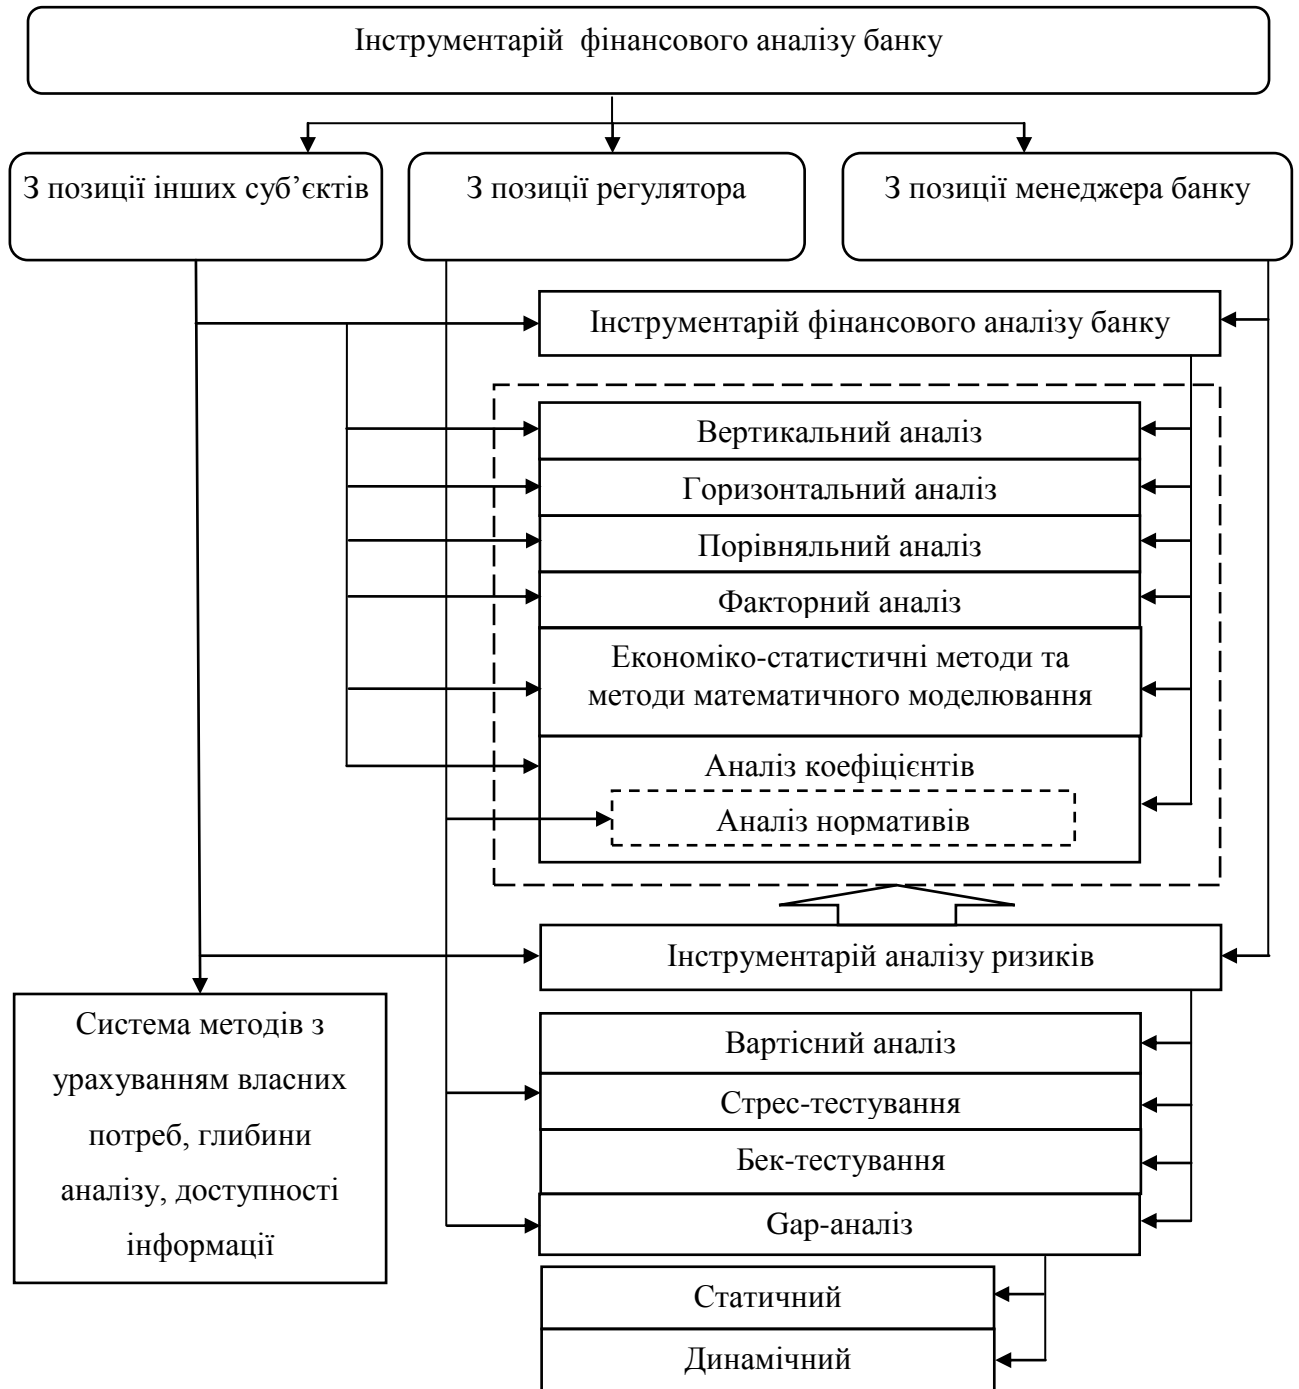 Інструментарій фінансового аналізу банку
З позиції інших суб’єктів
З позиції регулятора
З позиції менеджера банку
Інструментарій фінансового аналізу банку
Вертикальний аналіз
Горизонтальний аналіз
Порівняльний аналіз
Факторний аналіз
Економіко-статистичні методи та
методи математичного моделювання
Аналіз коефіцієнтів
Аналіз нормативів
Інструментарій аналізу ризиків
Система методів з
урахуванням власних
потреб, глибини
аналізу, доступності
інформації
Вартісний аналіз
Стрес-тестування
Бек-тестування
Gap-аналіз
Статичний
Динамічний